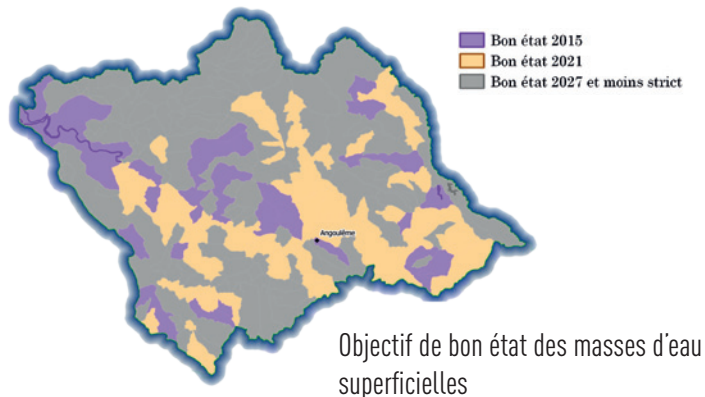 Bon état 2015
Bon état 2021
Bon état 2027 et moins strict
Angoulême
Objectif de bon état des masses d'eau
superficielles